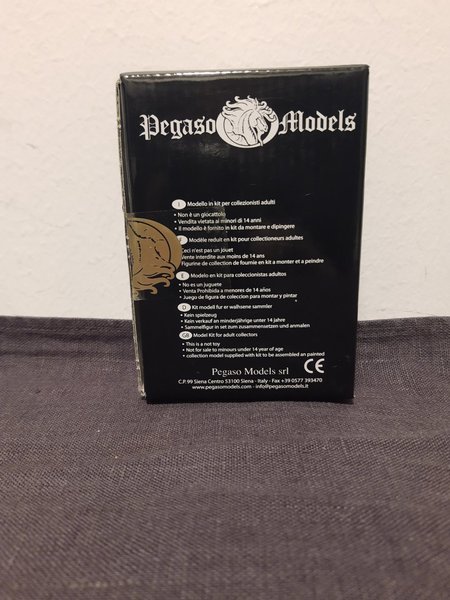 Pegaso Models
I Modello in kit per collezionisti adulti
• Non è un giocattolo
• Vendita vietata ai minori di 14 anni
• Il modello è fornito in kit da montare e dipingere
F Modèle reduit en kit pour collectioneurs adultes
Ceci n'est pas un jouet
Vente interdite aux moins de 14 ans
Figurine de collection de fournie en kit a monter et a peindre
E Modelo en kit para coleccionistas adultos
• No es un juguete
• Venta Prohibida a menores de 14 años
• Juego de figura de coleccion para montar y pintar
D Kit modell fur er walhsene sammler
• Kein spielzeug
• Kein verkauf an minderjährige unter 14 jahre
• Sammelfigur in set zum zusammensetzen und anmalen
GB Model Kit for adult collectors
• This is a not toy
• Not for sale to minours under 14 year of age
• collection model supplied with kit to be assembled an painted
Pegaso Models srl CE
C.P. 99 Siena Centro 53100 Siena - Italy - Fax +39 0577 393470
www.pegasomodels.com - info@pegasomodels.it